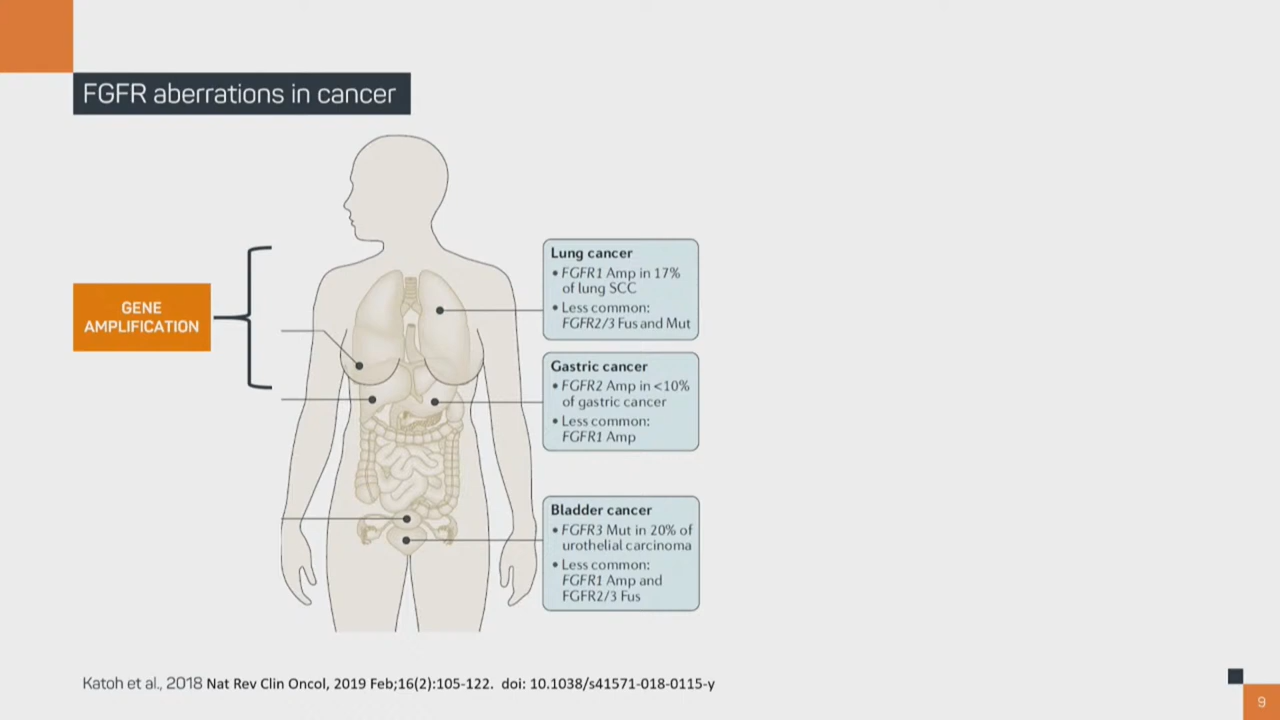 FGFR aberrations in cancer
GENE
AMPLIFICATION
Lung cancer
• FGFR1 Amp in 17%
of lung SCC
• Less common:
FGFR2/3 Fus and Mut
Gastric cancer
• FGFR2 Amp in <10%
of gastric cancer
• Less common:
FGFR1 Amp
Bladder cancer
• FGFR3 Mut in 20% of
urothelial carcinoma
• Less common:
FGFR1 Amp and
FGFR2/3 Fus
Katoh et al., 2018 Nat Rev Clin Oncol, 2019 Feb;16(2):105-122. doi: 10.1038/s41571-018-0115-y
9